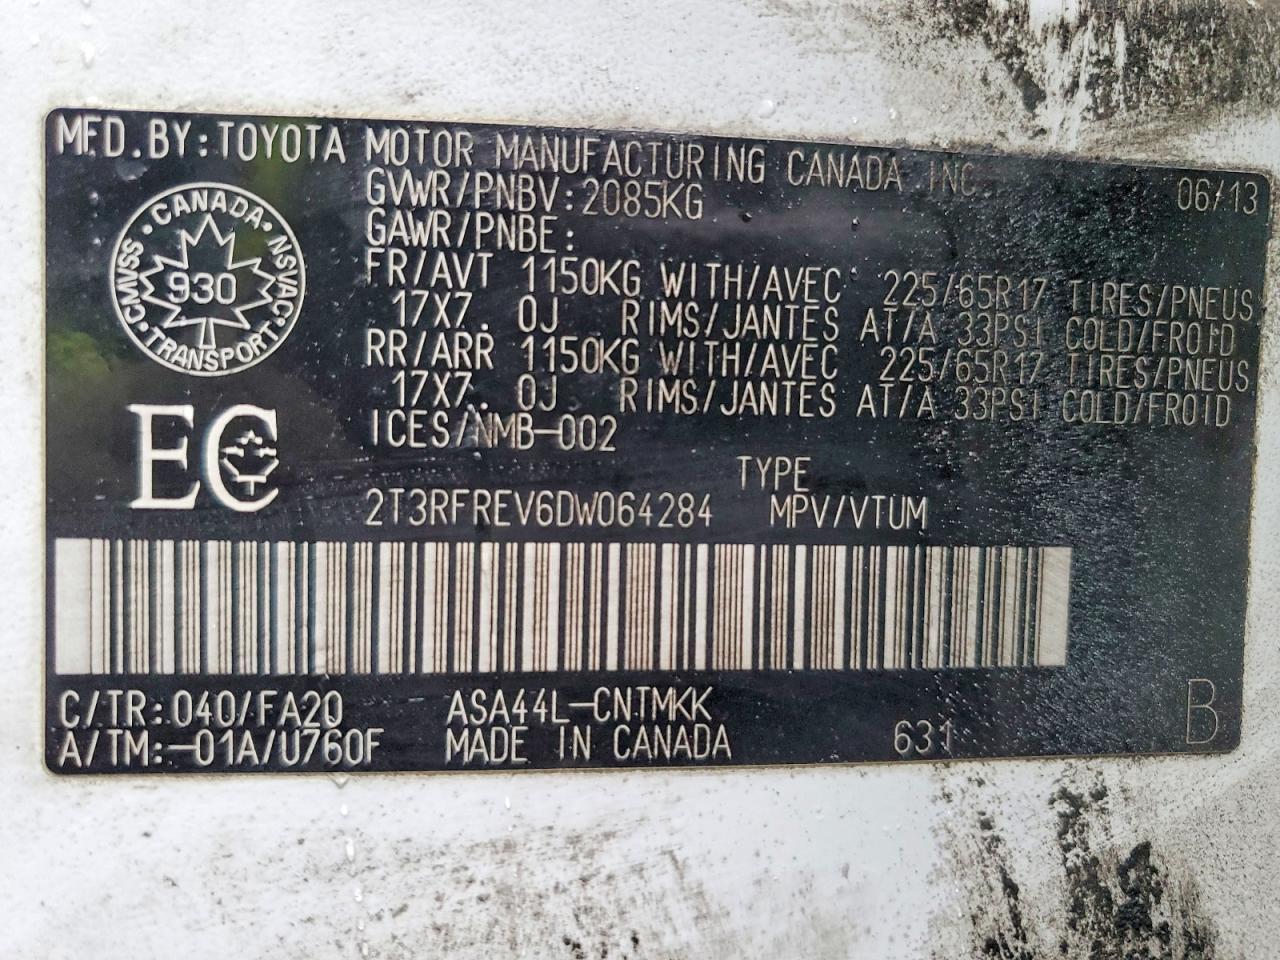 MFD.BY:TOYOTA MOTOR MANUFACTURING CANADA INC
GVWR/PNBV:2085KG 06/13
GAWR/PNBE:
FR/AVT 1150KG WITH/AVEC 225/65R17 TIRES/PNEUS
17X7. 0J RIMS/JANTES AT/A 33PSI COLD/FROID
RR/ARR 1150KG WITH/AVEC 225/65R17 TIRES/PNEUS
17X7. 0J RIMS/JANTES AT/A 33PSI COLD/FROID
ICES/NMB-002
CANADA
CMVSS · NSVAC
930
TRANSPORT
EC
TYPE
2T3RFREV6DW064284 MPV/VTUM
C/TR:040/FA20 ASA44L-CNTMKK
A/TM:-01A/U760F MADE IN CANADA 631 B